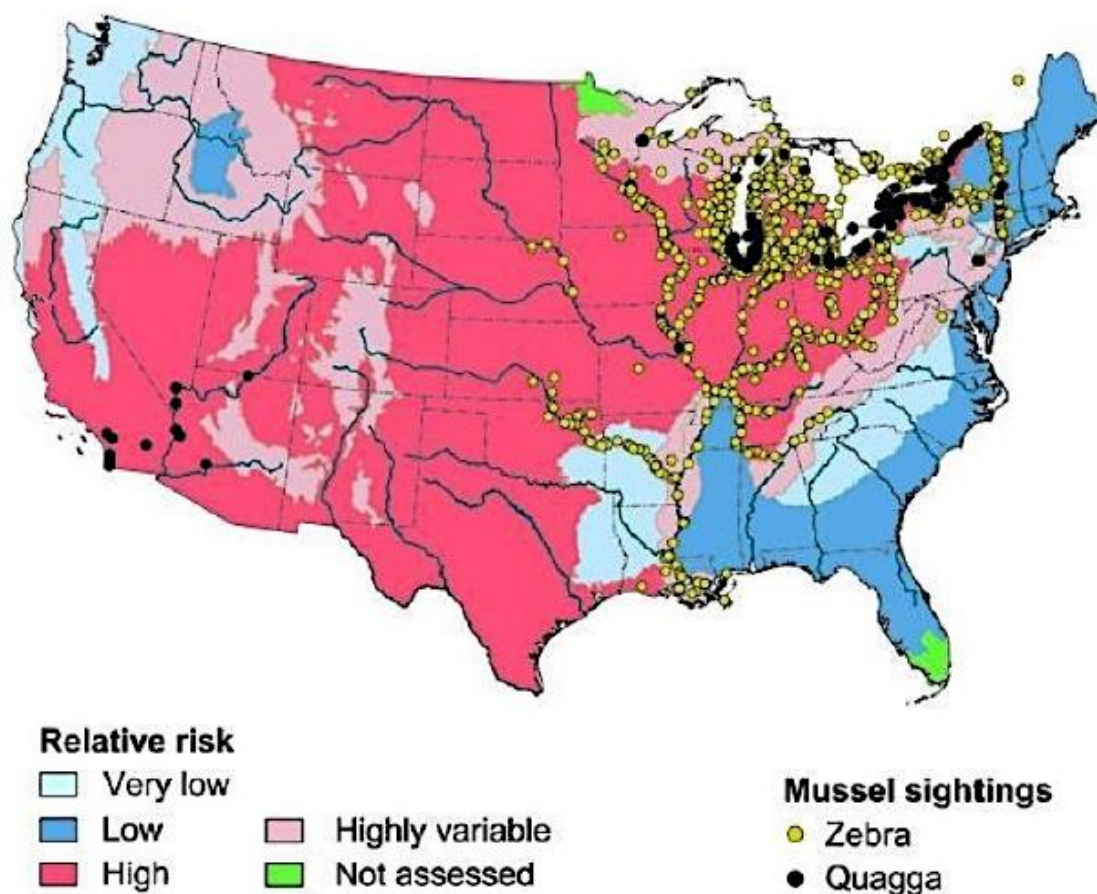 Relative risk
Very low
Low
High
Highly variable
Not assessed
Mussel sightings
Zebra
Quagga